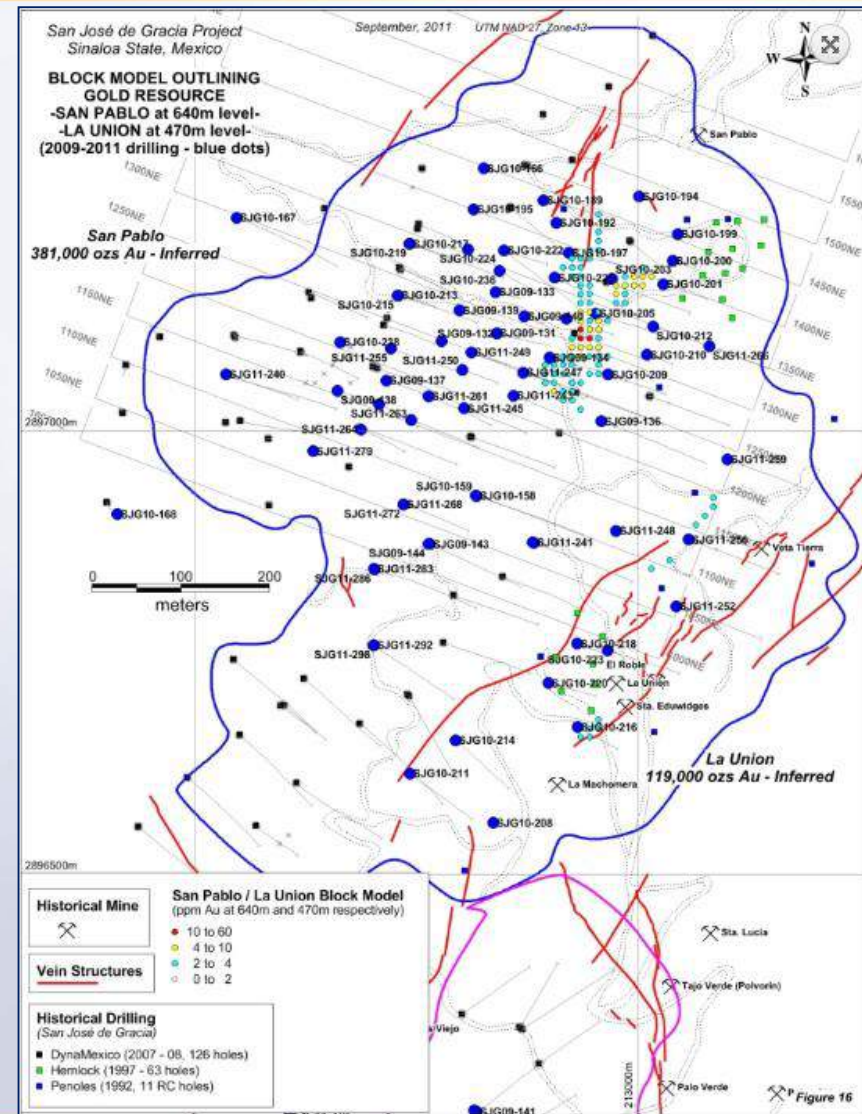 San José de Gracia Project
Sinaloa State, Mexico
September, 2011
UTM NAD 27, Zone 13
N
W
E
S
BLOCK MODEL OUTLINING
GOLD RESOURCE
-SAN PABLO at 640m level-
-LA UNION at 470m level-
(2009-2011 drilling - blue dots)
San Pablo
1300NE
SJG10-166
SJG10-194
SJG10-189
1550NE
1250NE
SJG10-167
SJG10-195
SJG10-192
SJG10-199
1500NE
San Pablo
381,000 ozs Au - Inferred
SJG10-217
SJG10-219
SJG10-222
SJG10-197
SJG10-224
SJG10-200
SJG10-203
SJG10-201
1450NE
1150NE
SJG09-133
SJG10-213
SJG10-215
SJG09-139
SJG10-205
1400NE
1100NE
SJG09-132
SJG09-131
SJG10-212
SJG11-255
SJG11-250
SJG11-249
SJG09-134
SJG10-210
SJG11-266
1350NE
1050NE
SJG11-240
SJG09-137
SJG11-247
SJG10-209
SJG09-138
SJG11-261
SJG11-263
SJG11-245
1300NE
2897000m
SJG11-264
SJG09-136
SJG11-279
SJG11-259
SJG10-159
SJG10-158
1200NE
SJG10-168
SJG11-268
SJG11-272
SJG11-248
SJG09-143
SJG11-241
Veta Tierra
SJG09-144
SJG11-283
1100NE
0 100 200
meters
SJG11-286
SJG11-252
SJG11-292
SJG11-298
SJG10-218
SJG10-223
El Roble
SJG10-220
La Union
Sta. Eduwidges
SJG10-216
SJG10-214
La Union
119,000 ozs Au - Inferred
SJG10-211
La Machomera
SJG10-208
2896500m
Historical Mine
Vein Structures
San Pablo / La Union Block Model
(ppm Au at 640m and 470m respectively)
10 to 60
4 to 10
2 to 4
0 to 2
Sta. Lucia
Tajo Verde (Polvorin)
Historical Drilling
(San José de Gracia)
DynaMexico (2007 - 08, 126 holes)
Hemlock (1997 - 63 holes)
Penoles (1992, 11 RC holes)
Viejo
213000m
Palo Verde
Figure 16
SJG09-141